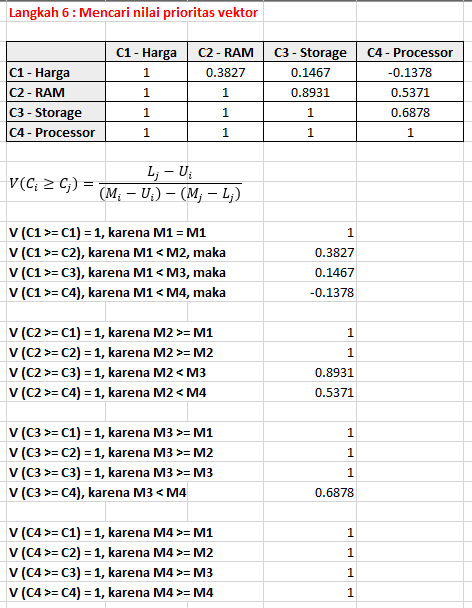 Langkah 6 : Mencari nilai prioritas vektor
C1 - Harga C2 - RAM C3 - Storage C4 - Processor
C1 - Harga 1 0.3827 0.1467 -0.1378
C2 - RAM 1 1 0.8931 0.5371
C3 - Storage 1 1 1 0.6878
C4 - Processor 1 1 1 1
V(Cᵢ ≥ Cⱼ) = (Lⱼ − Uᵢ) / ((Mᵢ − Uᵢ) − (Mⱼ − Lⱼ))
V (C1 >= C1) = 1, karena M1 = M1 1
V (C1 >= C2), karena M1 < M2, maka 0.3827
V (C1 >= C3), karena M1 < M3, maka 0.1467
V (C1 >= C4), karena M1 < M4, maka -0.1378
V (C2 >= C1) = 1, karena M2 >= M1 1
V (C2 >= C2) = 1, karena M2 >= M2 1
V (C2 >= C3) = 1, karena M2 < M3 0.8931
V (C2 >= C4) = 1, karena M2 < M4 0.5371
V (C3 >= C1) = 1, karena M3 >= M1 1
V (C3 >= C2) = 1, karena M3 >= M2 1
V (C3 >= C3) = 1, karena M3 >= M3 1
V (C3 >= C4), karena M3 < M4 0.6878
V (C4 >= C1) = 1, karena M4 >= M1 1
V (C4 >= C2) = 1, karena M4 >= M2 1
V (C4 >= C3) = 1, karena M4 >= M3 1
V (C4 >= C4) = 1, karena M4 >= M4 1